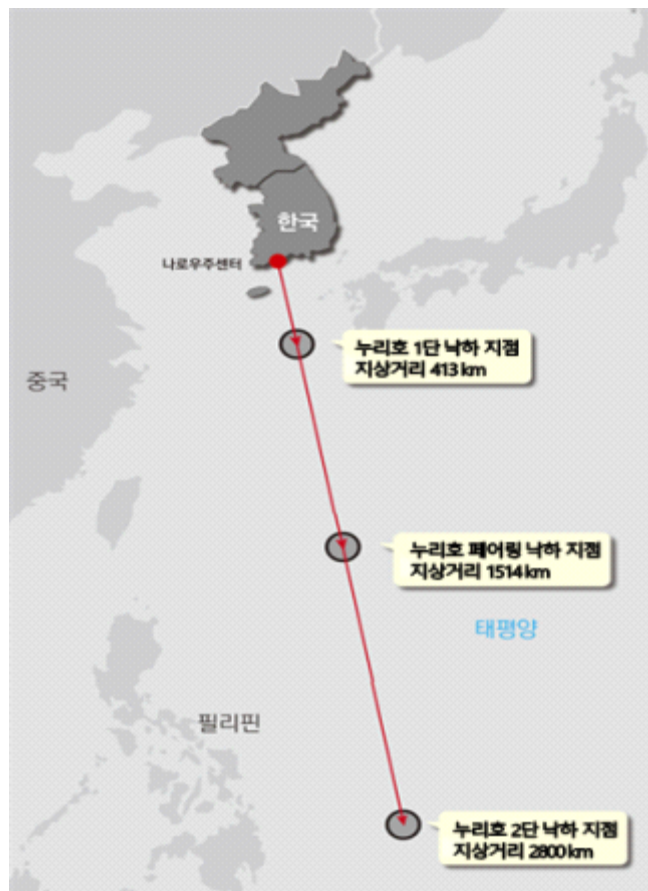 한국
나로우주센터
누리호 1단 낙하 지점
지상거리 413 km
중국
누리호 페어링 낙하 지점
지상거리 1514 km
태평양
필리핀
누리호 2단 낙하 지점
지상거리 2800 km